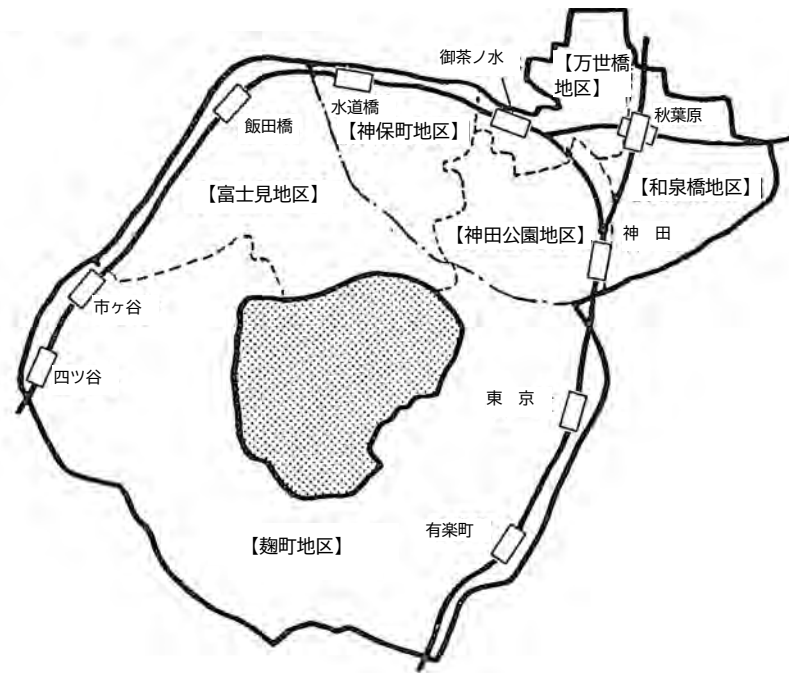 御茶ノ水
【万世橋
地区】
水道橋
秋葉原
飯田橋
【神保町地区】
【富士見地区】
【和泉橋地区】
【神田公園地区】
神　田
市ヶ谷
四ツ谷
東　京
有楽町
【麹町地区】